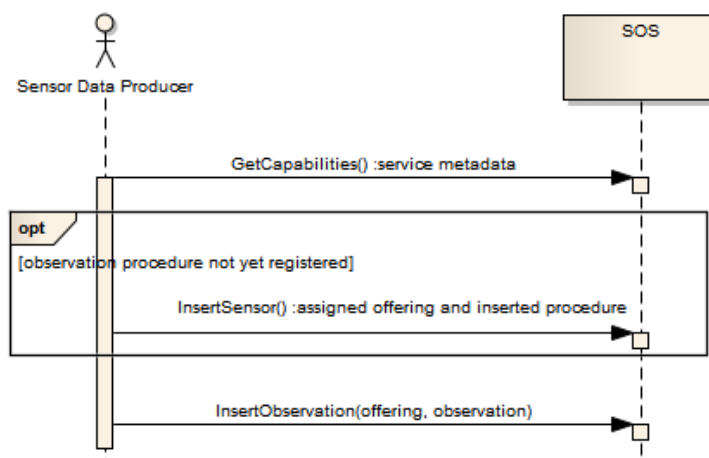 SOS
Sensor Data Producer
GetCapabilities() :service metadata
opt
[observation procedure not yet registered]
InsertSensor() :assigned offering and inserted procedure
InsertObservation(offering, observation)